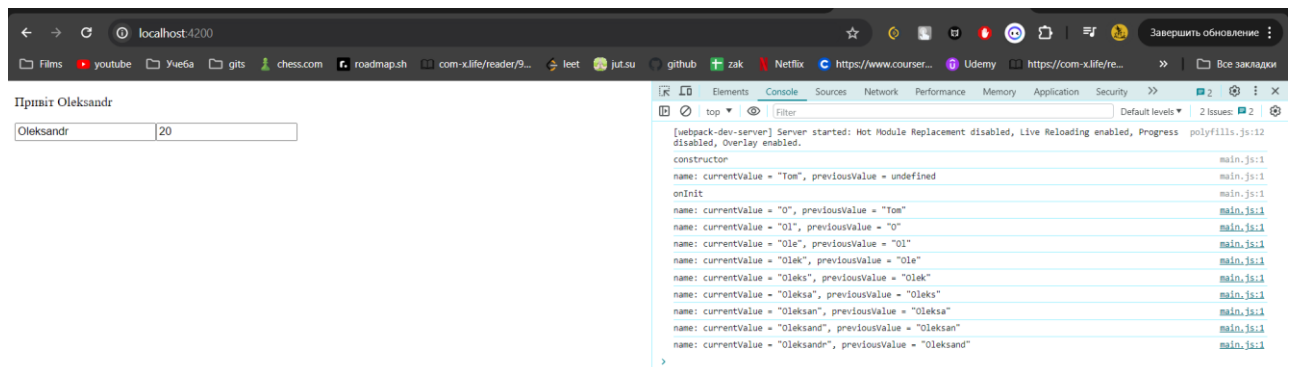 localhost:4200
Завершить обновление
Films youtube Учеба gits chess.com roadmap.sh com-x.life/reader/9... leet jut.su github zak Netflix https://www.courser... Udemy https://com-x.life/re... » Все закладки
Привіт Oleksandr
Oleksandr 20
Elements Console Sources Network Performance Memory Application Security » 2
top Filter Default levels 2 Issues: 2
[webpack-dev-server] Server started: Hot Module Replacement disabled, Live Reloading enabled, Progress polyfills.js:12
disabled, Overlay enabled.
constructor main.js:1
name: currentValue = "Tom", previousValue = undefined main.js:1
onInit main.js:1
name: currentValue = "O", previousValue = "Tom" main.js:1
name: currentValue = "Ol", previousValue = "O" main.js:1
name: currentValue = "Ole", previousValue = "Ol" main.js:1
name: currentValue = "Olek", previousValue = "Ole" main.js:1
name: currentValue = "Oleks", previousValue = "Olek" main.js:1
name: currentValue = "Oleksa", previousValue = "Oleks" main.js:1
name: currentValue = "Oleksan", previousValue = "Oleksa" main.js:1
name: currentValue = "Oleksand", previousValue = "Oleksan" main.js:1
name: currentValue = "Oleksandr", previousValue = "Oleksand" main.js:1